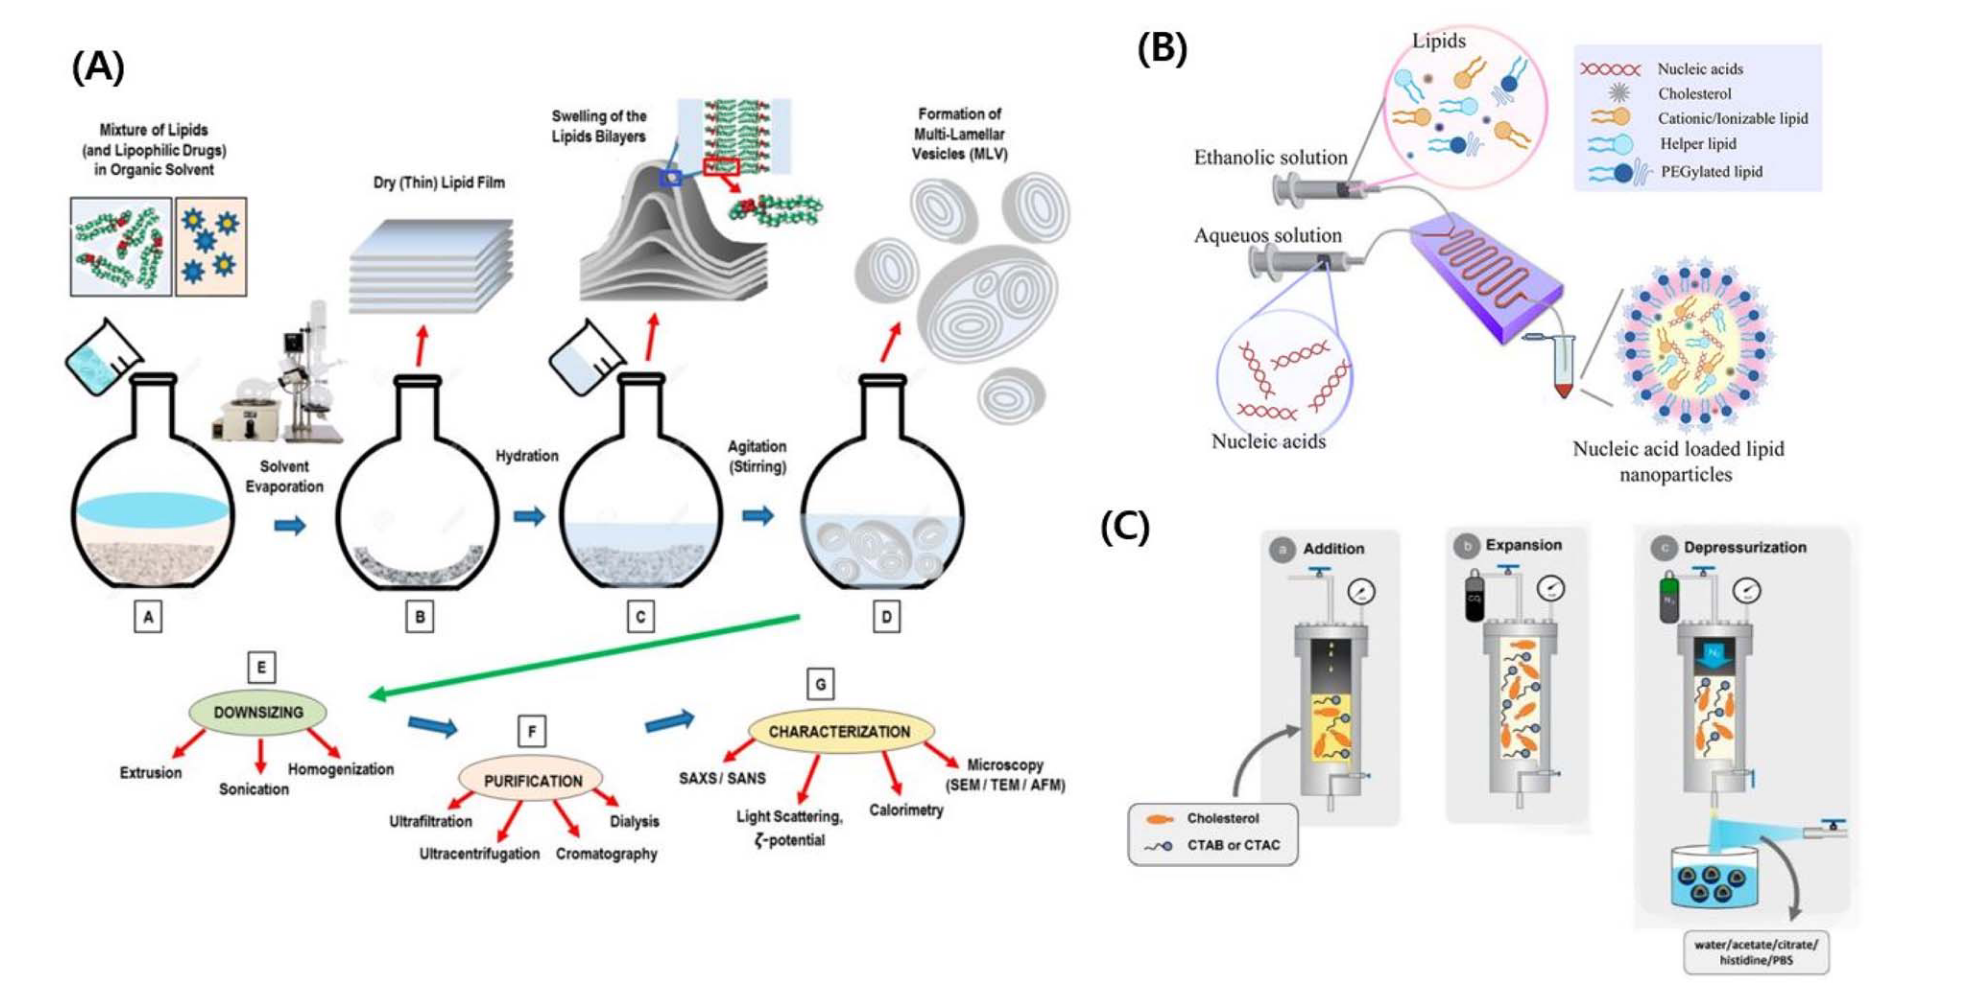 (A)
Mixture of Lipids
(and Lipophilic Drugs)
in Organic Solvent
Dry (Thin) Lipid Film
Swelling of the
Lipids Bilayers
Formation of
Multi-Lamellar
Vesicles (MLV)
Solvent
Evaporation
Hydration
Agitation
(Stirring)
A
B
C
D
E
DOWNSIZING
Extrusion
Sonication
Homogenization
F
PURIFICATION
Ultrafiltration
Ultracentrifugation
Cromatography
Dialysis
G
CHARACTERIZATION
SAXS / SANS
Light Scattering,
ζ-potential
Calorimetry
Microscopy
(SEM / TEM / AFM)
(B)
Lipids
Ethanolic solution
Aqueuos solution
Nucleic acids
Nucleic acids
Cholesterol
Cationic/Ionizable lipid
Helper lipid
PEGylated lipid
Nucleic acid loaded lipid
nanoparticles
(C)
a Addition
b Expansion
c Depressurization
CO₂
N₂
N₂
Cholesterol
CTAB or CTAC
water/acetate/citrate/
histidine/PBS